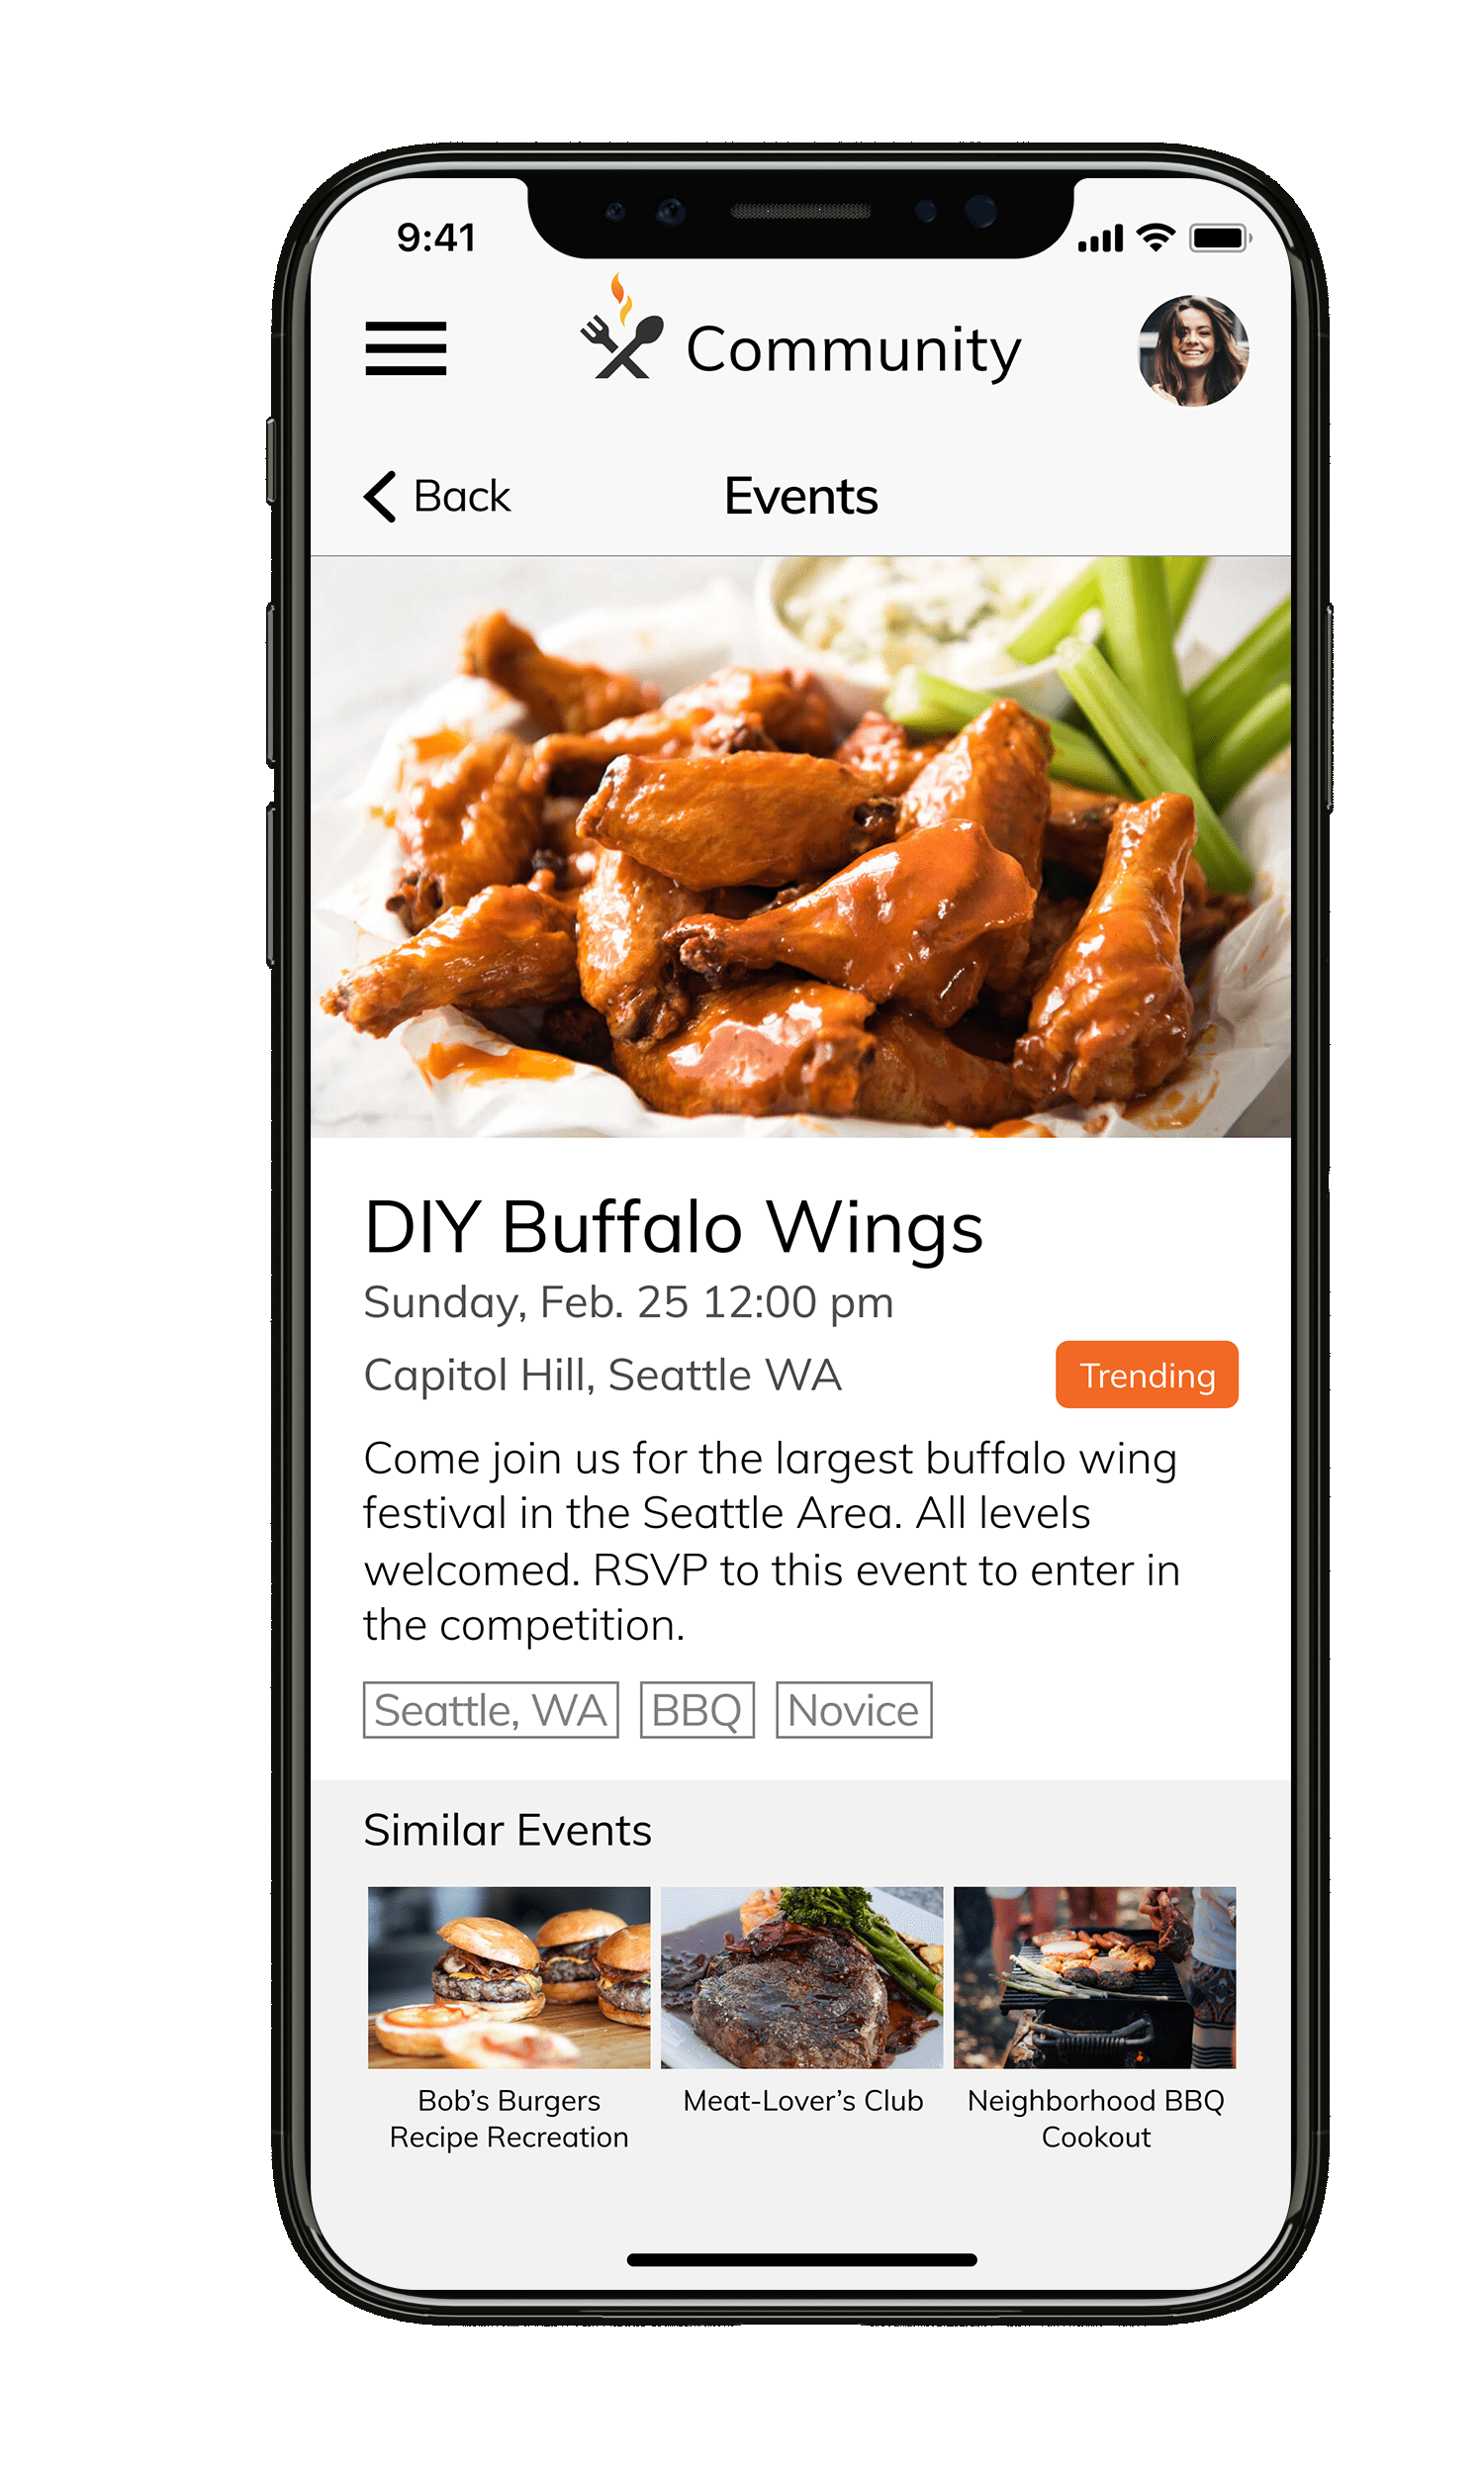 9:41
Community
Back
Events
DIY Buffalo Wings
Sunday, Feb. 25 12:00 pm
Capitol Hill, Seattle WA
Trending
Come join us for the largest buffalo wing
festival in the Seattle Area. All levels
welcomed. RSVP to this event to enter in
the competition.
Seattle, WA
BBQ
Novice
Similar Events
Bob’s Burgers
Recipe Recreation
Meat-Lover’s Club
Neighborhood BBQ
Cookout